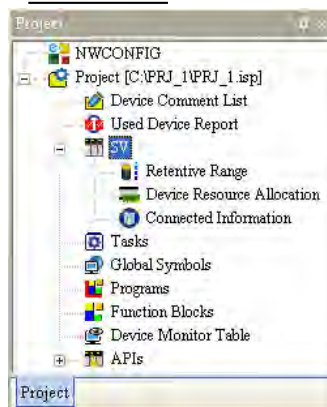 Project
NWCONFIG
Project [C:\PRJ_1\PRJ_1.isp]
Device Comment List
Used Device Report
SV
Retentive Range
Device Resource Allocation
Connected Information
Tasks
Global Symbols
Programs
Function Blocks
Device Monitor Table
APIs
Project